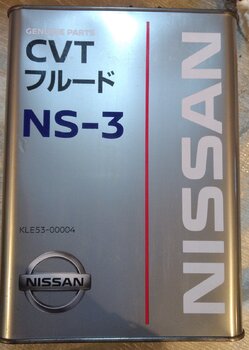 GENUINE PARTS
CVT
フルード
NS-3
KLE53-00004
NISSAN
NISSAN